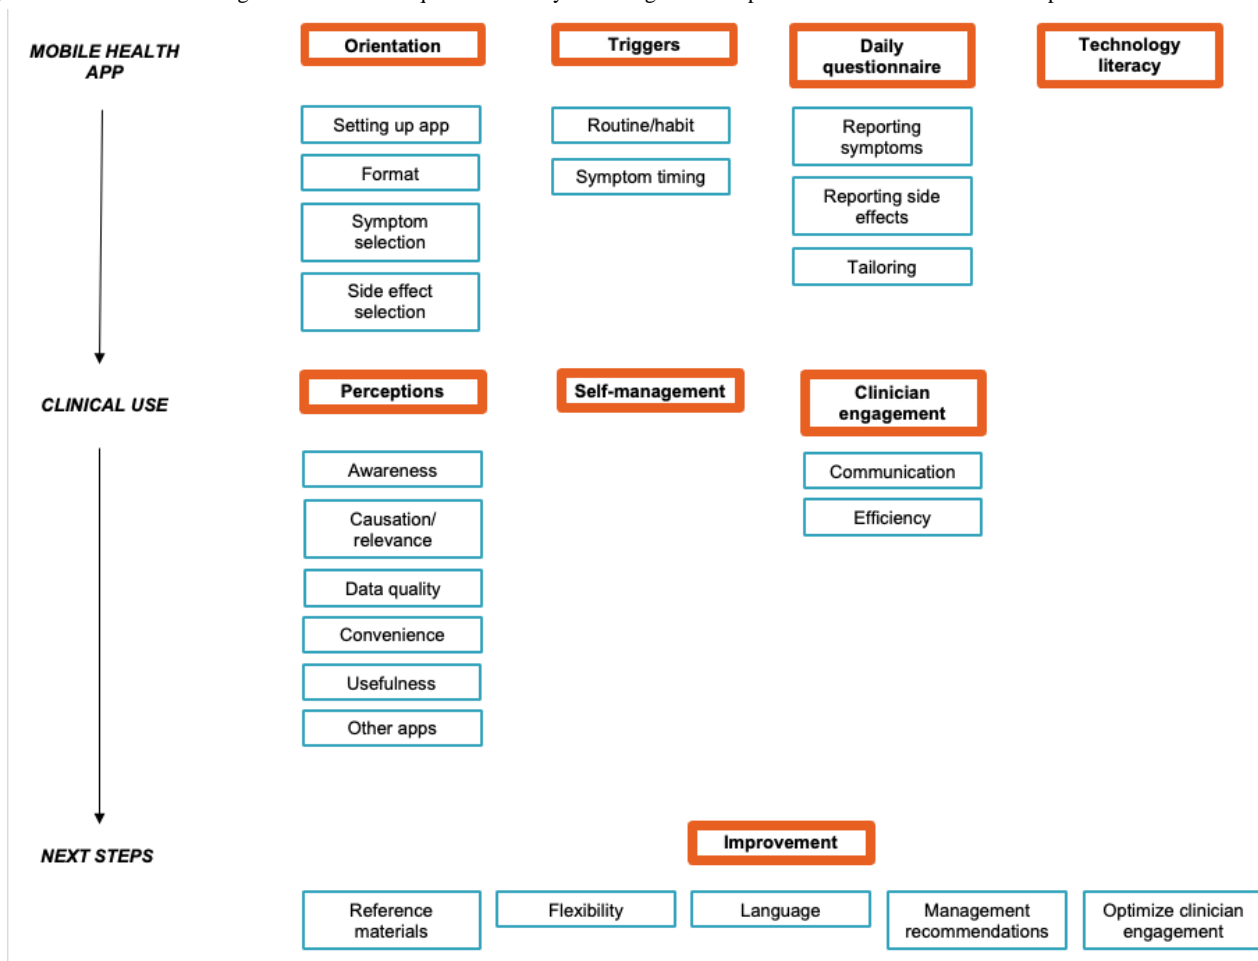 MOBILE HEALTH
APP
Orientation
Triggers
Daily
questionnaire
Technology
literacy
Setting up app
Format
Symptom
selection
Side effect
selection
Routine/habit
Symptom timing
Reporting
symptoms
Reporting side
effects
Tailoring
CLINICAL USE
Perceptions
Self-management
Clinician
engagement
Awareness
Causation/
relevance
Data quality
Convenience
Usefulness
Other apps
Communication
Efficiency
NEXT STEPS
Improvement
Reference
materials
Flexibility
Language
Management
recommendations
Optimize clinician
engagement